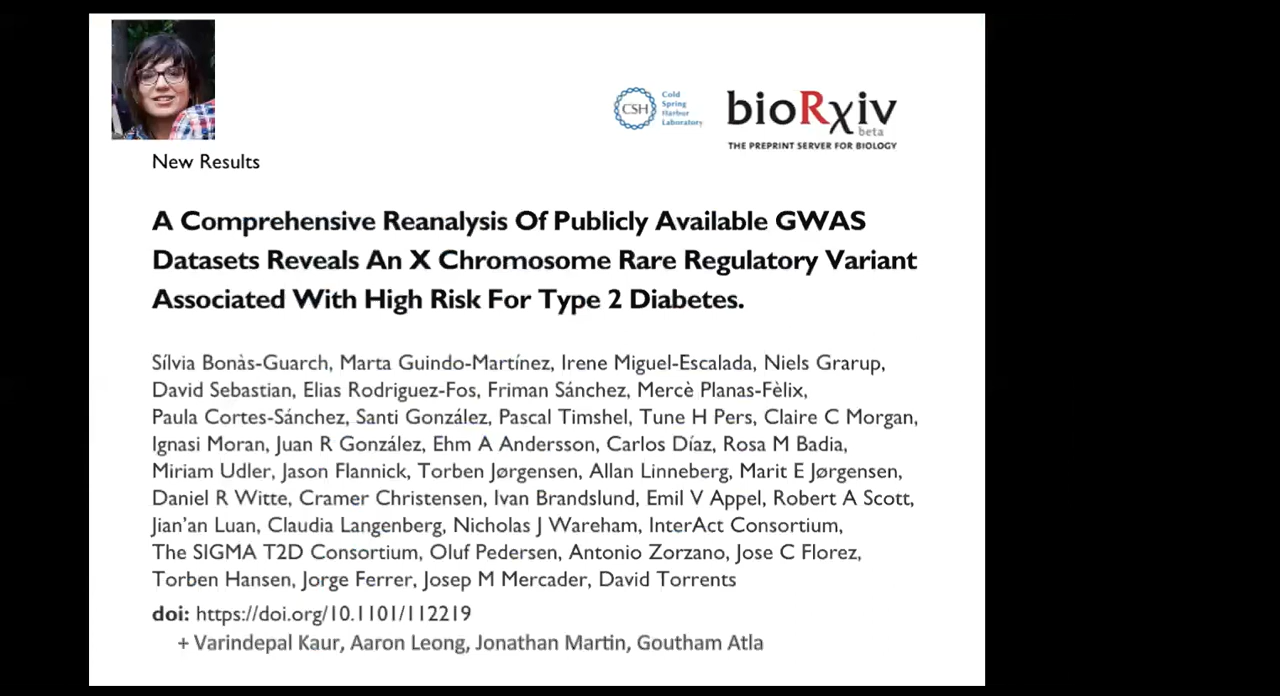 CSH
Cold
Spring
Harbor
Laboratory
bioRxiv
beta
THE PREPRINT SERVER FOR BIOLOGY
New Results
A Comprehensive Reanalysis Of Publicly Available GWAS
Datasets Reveals An X Chromosome Rare Regulatory Variant
Associated With High Risk For Type 2 Diabetes.
Sílvia Bonàs-Guarch, Marta Guindo-Martínez, Irene Miguel-Escalada, Niels Grarup,
David Sebastian, Elias Rodriguez-Fos, Friman Sánchez, Mercè Planas-Fèlix,
Paula Cortes-Sánchez, Santi González, Pascal Timshel, Tune H Pers, Claire C Morgan,
Ignasi Moran, Juan R González, Ehm A Andersson, Carlos Díaz, Rosa M Badia,
Miriam Udler, Jason Flannick, Torben Jørgensen, Allan Linneberg, Marit E Jørgensen,
Daniel R Witte, Cramer Christensen, Ivan Brandslund, Emil V Appel, Robert A Scott,
Jian'an Luan, Claudia Langenberg, Nicholas J Wareham, InterAct Consortium,
The SIGMA T2D Consortium, Oluf Pedersen, Antonio Zorzano, Jose C Florez,
Torben Hansen, Jorge Ferrer, Josep M Mercader, David Torrents
doi: https://doi.org/10.1101/112219
+ Varindepal Kaur, Aaron Leong, Jonathan Martin, Goutham Atla